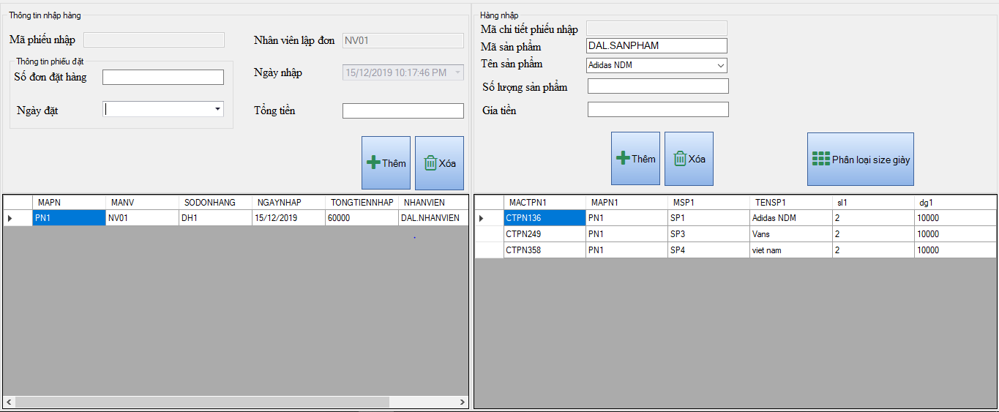 Thông tin nhập hàng
Mã phiếu nhập
Nhân viên lập đơn NV01
Thông tin phiếu đặt
Số đơn đặt hàng
Ngày nhập 15/12/2019 10:17:46 PM
Ngày đặt
Tổng tiền
Thêm Xóa
MAPN MANV SODONHANG NGAYNHAP TONGTIENNHAP NHANVIEN
PN1 NV01 DH1 15/12/2019 60000 DAL.NHANVIEN
Hàng nhập
Mã chi tiết phiếu nhập
Mã sản phẩm DAL.SANPHAM
Tên sản phẩm Adidas NDM
Số lượng sản phẩm
Gía tiền
Thêm Xóa Phân loại size giày
MACTPN1 MAPN1 MSP1 TENSP1 sl1 dg1
CTPN136 PN1 SP1 Adidas NDM 2 10000
CTPN249 PN1 SP3 Vans 2 10000
CTPN358 PN1 SP4 viet nam 2 10000